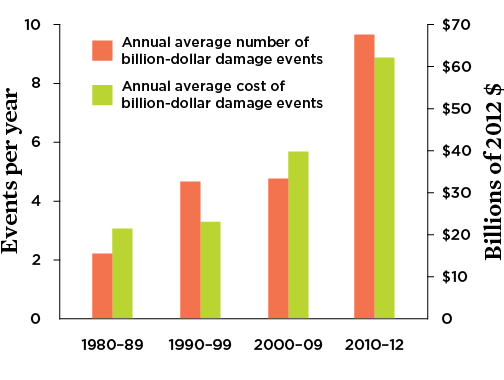 10
8
6
4
2
0
Events per year
Annual average number of
billion-dollar damage events
Annual average cost of
billion-dollar damage events
$70
$60
$50
$40
$30
$20
$10
0
Billions of 2012 $
1980–89 1990–99 2000–09 2010–12